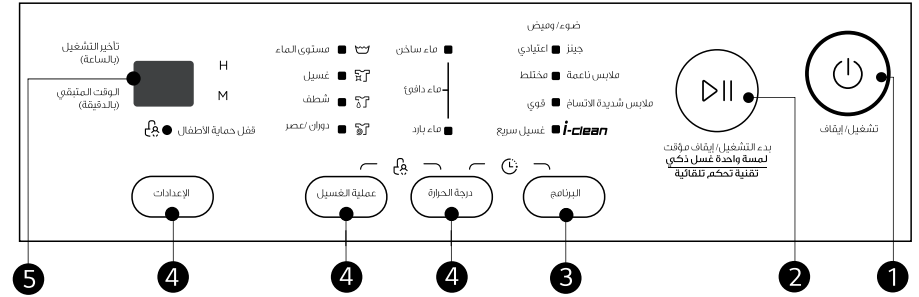 ضوء/ وميض
جينز
اعتيادي
ملابس ناعمة
مختلط
ملابس شديدة الاتساخ
قوي
i-clean
غسيل سريع
تشغيل/ إيقاف
بدء التشغيل/ إيقاف مؤقت
لمسة واحدة غسل ذكي
تقنية تحكم تلقائية
ماء ساخن
ماء دافئ
ماء بارد
مستوى الماء
غسيل
شطف
دوران /عصر
تأخير التشغيل
(بالساعة)
H
الوقت المتبقي
(بالدقيقة)
M
قفل حماية الأطفال
البرنامج
درجة الحرارة
عملية الغسيل
الإعدادات
1
2
3
4
4
4
5